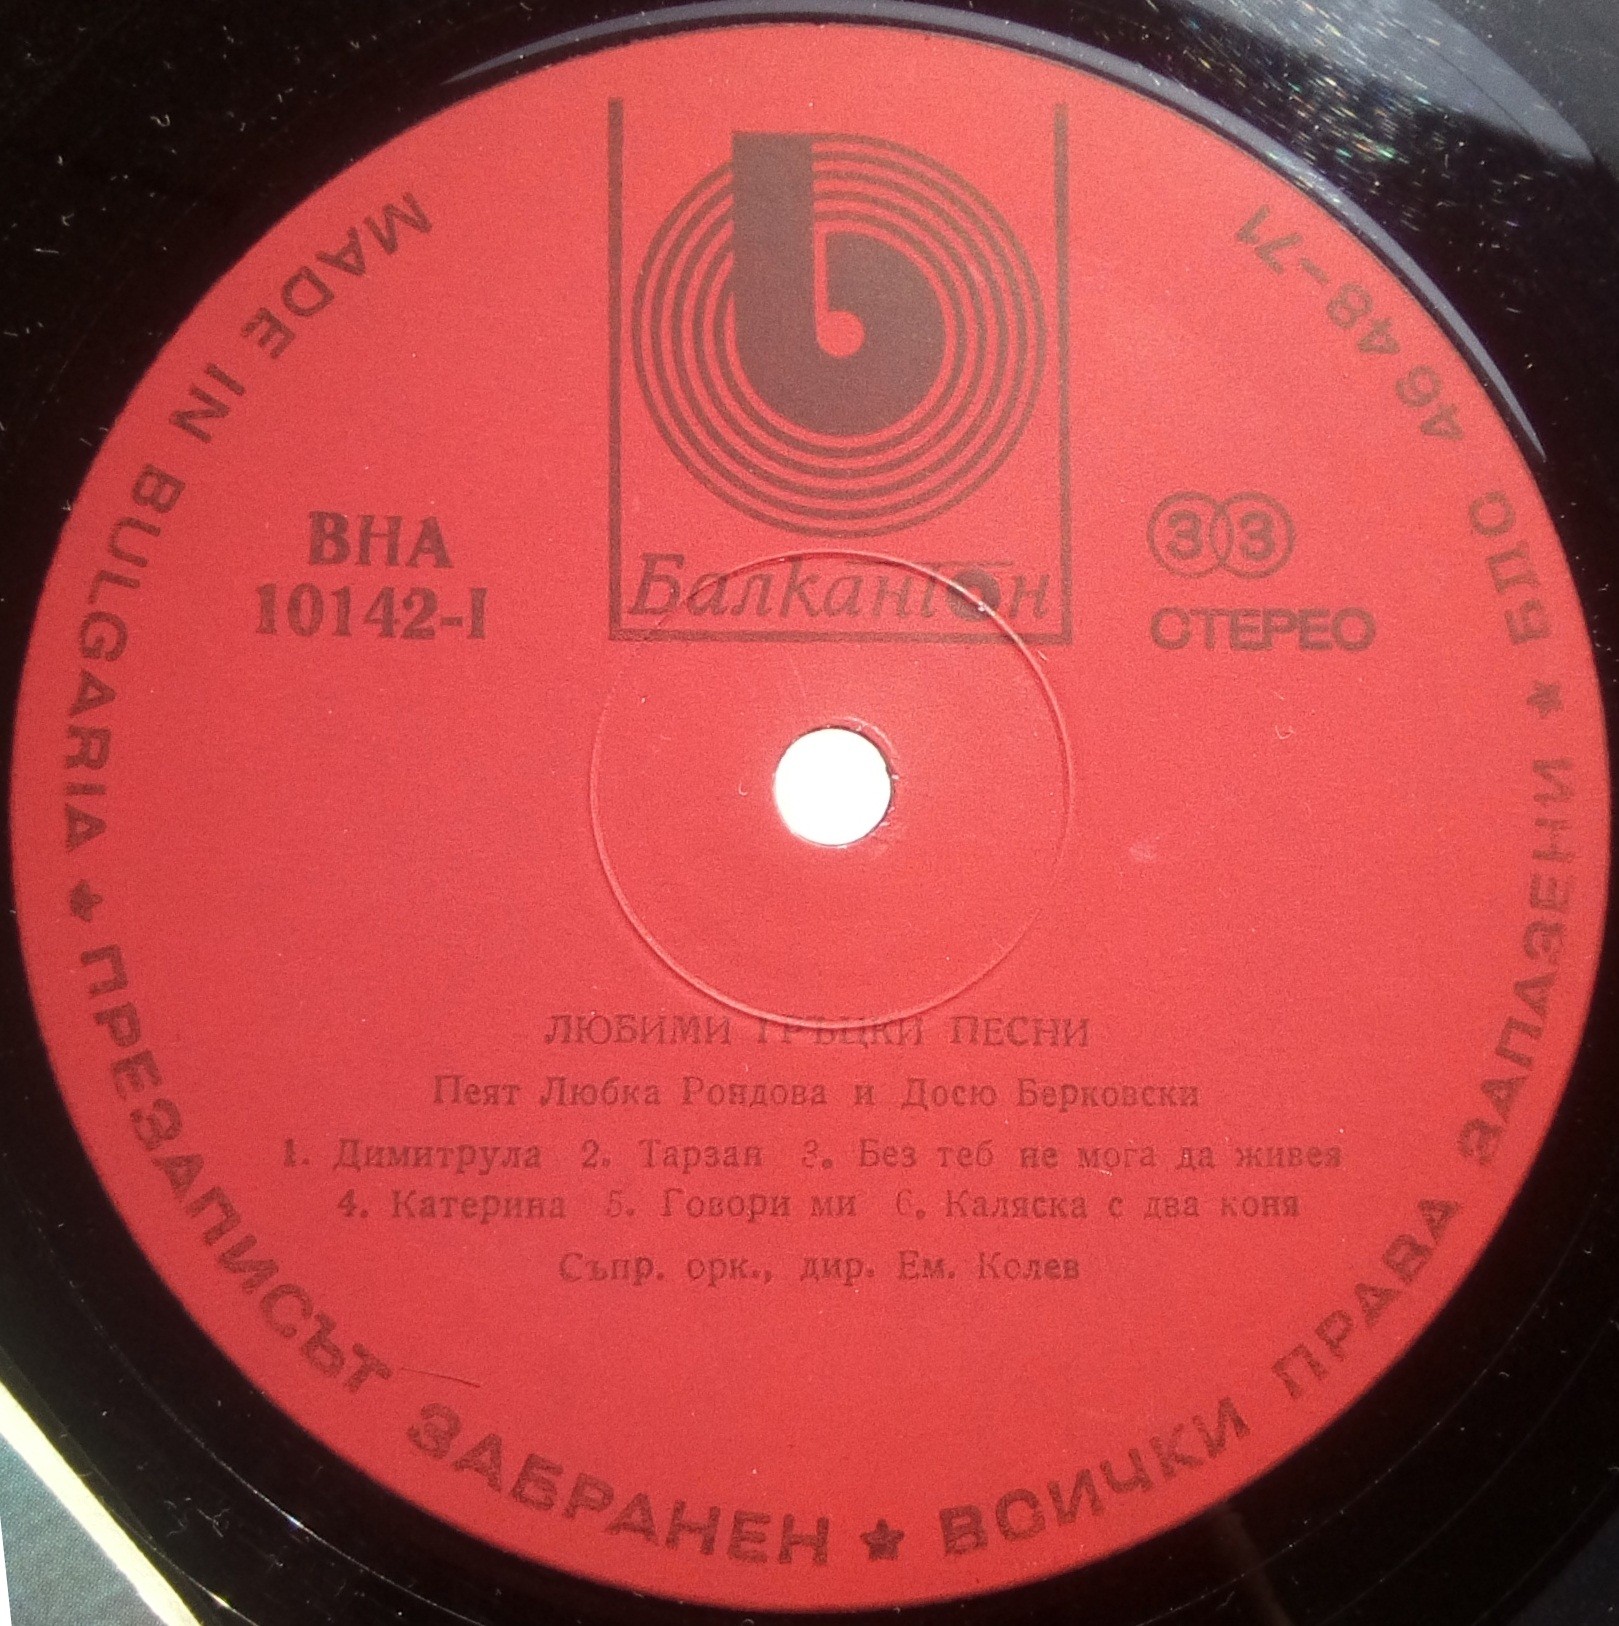 MADE IN BULGARIA ★ ПРЕЗАПИСЪТ ЗАБРАНЕН ★ ВСИЧКИ ПРАВА ЗАПАЗЕНИ ★ БДС 46 48-71
Балкантон
ВНА
10142-I
33
СТЕРЕО
ЛЮБИМИ ГРЪЦКИ ПЕСНИ
Пеят Любка Рондова и Досю Берковски
1. Димитрула 2. Тарзан 3. Без теб не мога да живея
4. Катерина 5. Говори ми 6. Каляска с два коня
Съпр. орк., дир. Ем. Колев